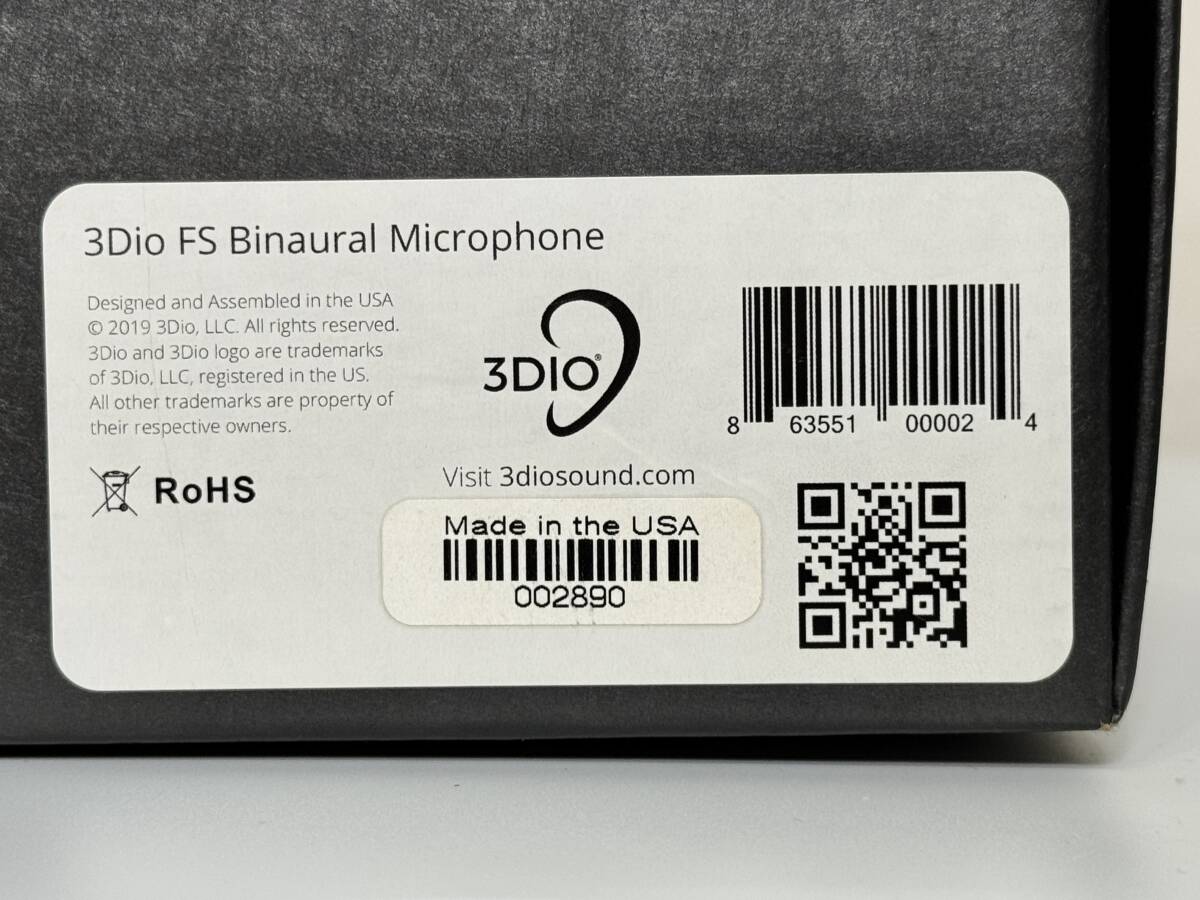 3Dio FS Binaural Microphone
Designed and Assembled in the USA
© 2019 3Dio, LLC. All rights reserved.
3Dio and 3Dio logo are trademarks
of 3Dio, LLC, registered in the US.
All other trademarks are property of
their respective owners.
RoHS
3DIO®
Visit 3diosound.com
Made in the USA
002890
8 63551 00002 4